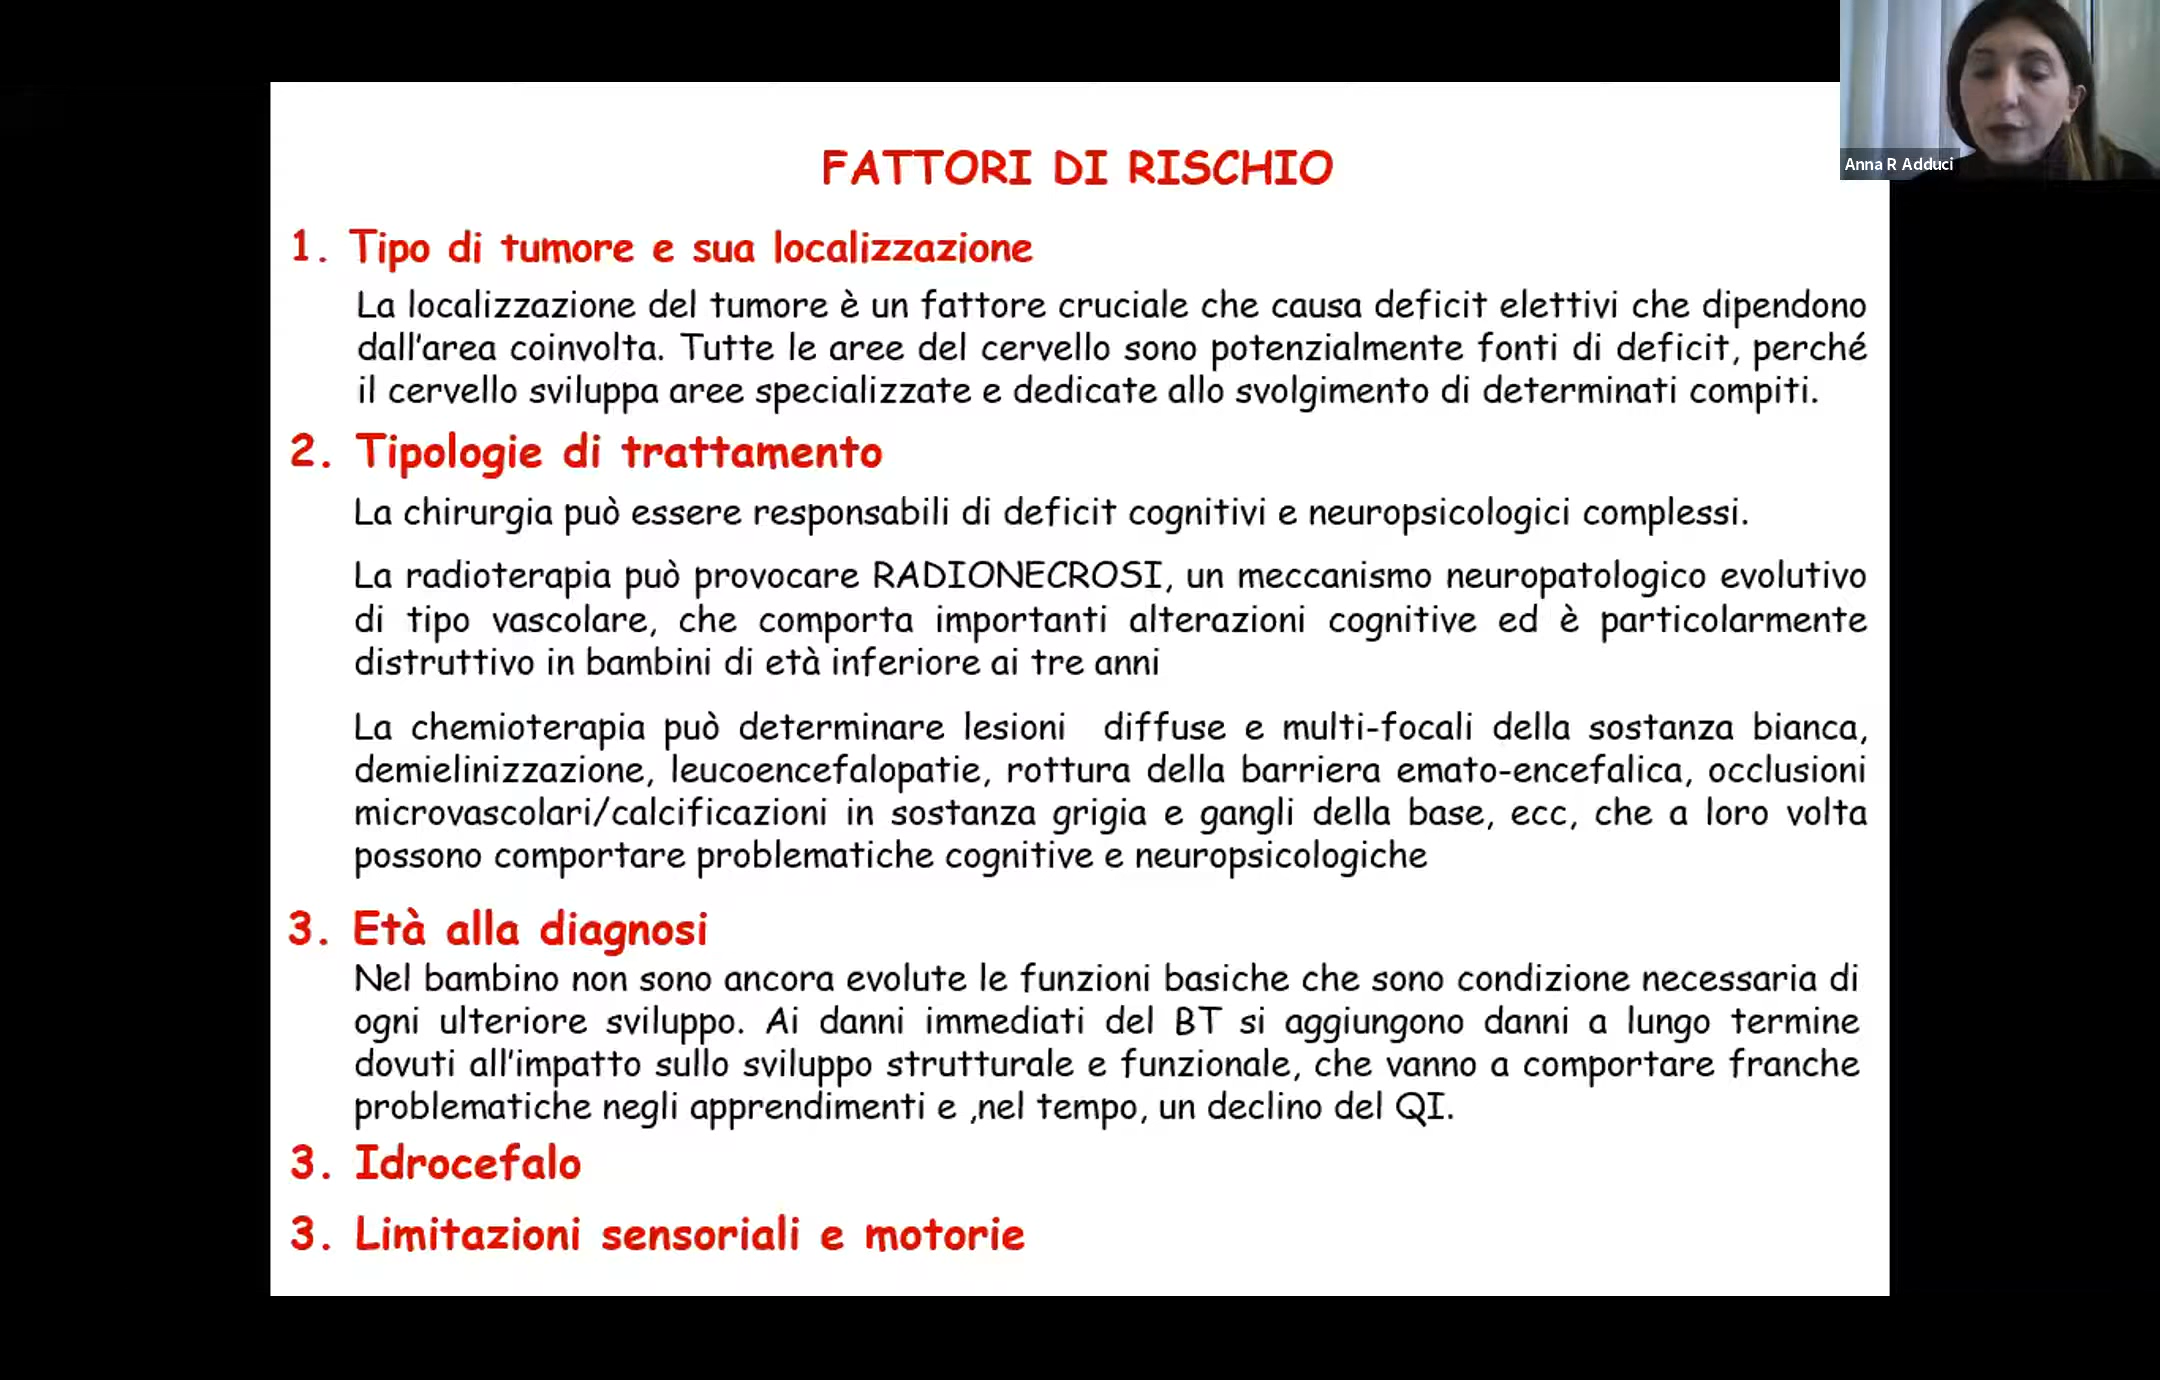 Anna R Adduci
FATTORI DI RISCHIO
1. Tipo di tumore e sua localizzazione
La localizzazione del tumore è un fattore cruciale che causa deficit elettivi che dipendono
dall'area coinvolta. Tutte le aree del cervello sono potenzialmente fonti di deficit, perché
il cervello sviluppa aree specializzate e dedicate allo svolgimento di determinati compiti.
2. Tipologie di trattamento
La chirurgia può essere responsabili di deficit cognitivi e neuropsicologici complessi.
La radioterapia può provocare RADIONECROSI, un meccanismo neuropatologico evolutivo
di tipo vascolare, che comporta importanti alterazioni cognitive ed è particolarmente
distruttivo in bambini di età inferiore ai tre anni
La chemioterapia può determinare lesioni diffuse e multi-focali della sostanza bianca,
demielinizzazione, leucoencefalopatie, rottura della barriera emato-encefalica, occlusioni
microvascolari/calcificazioni in sostanza grigia e gangli della base, ecc, che a loro volta
possono comportare problematiche cognitive e neuropsicologiche
3. Età alla diagnosi
Nel bambino non sono ancora evolute le funzioni basiche che sono condizione necessaria di
ogni ulteriore sviluppo. Ai danni immediati del BT si aggiungono danni a lungo termine
dovuti all'impatto sullo sviluppo strutturale e funzionale, che vanno a comportare franche
problematiche negli apprendimenti e ,nel tempo, un declino del QI.
3. Idrocefalo
3. Limitazioni sensoriali e motorie